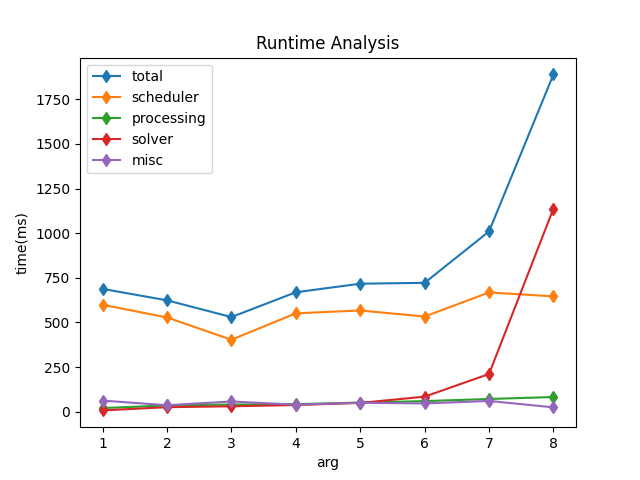 Runtime Analysis
total
scheduler
processing
solver
misc
1750
1500
1250
1000
750
500
250
0
time(ms)
1 2 3 4 5 6 7 8
arg